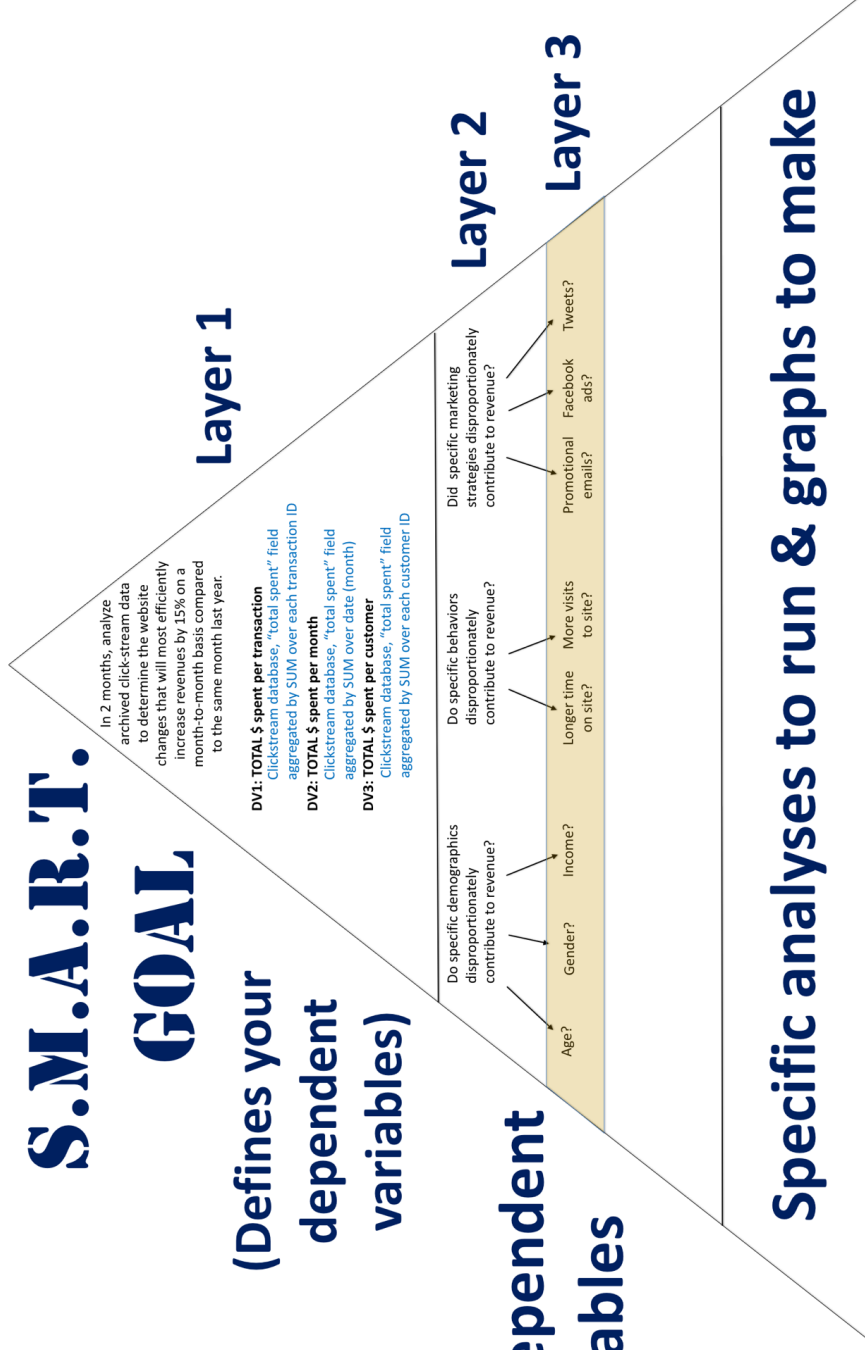 S.M.A.R.T.
GOAL
(Defines your
dependent
variables)
Layer 1
In 2 months, analyze
archived click-stream data
to determine the website
changes that will most efficiently
increase revenues by 15% on a
month-to-month basis compared
to the same month last year.
DV1: TOTAL $ spent per transaction
Clickstream database, “total spent” field
aggregated by SUM over each transaction ID
DV2: TOTAL $ spent per month
Clickstream database, “total spent” field
aggregated by SUM over date (month)
DV3: TOTAL $ spent per customer
Clickstream database, “total spent” field
aggregated by SUM over each customer ID
Layer 2
Do specific demographics
disproportionately
contribute to revenue?
Do specific behaviors
disproportionately
contribute to revenue?
Did specific marketing
strategies disproportionately
contribute to revenue?
Layer 3
ependent
ables
Age?
Gender?
Income?
Longer time
on site?
More visits
to site?
Promotional
emails?
Facebook
ads?
Tweets?
Specific analyses to run & graphs to make